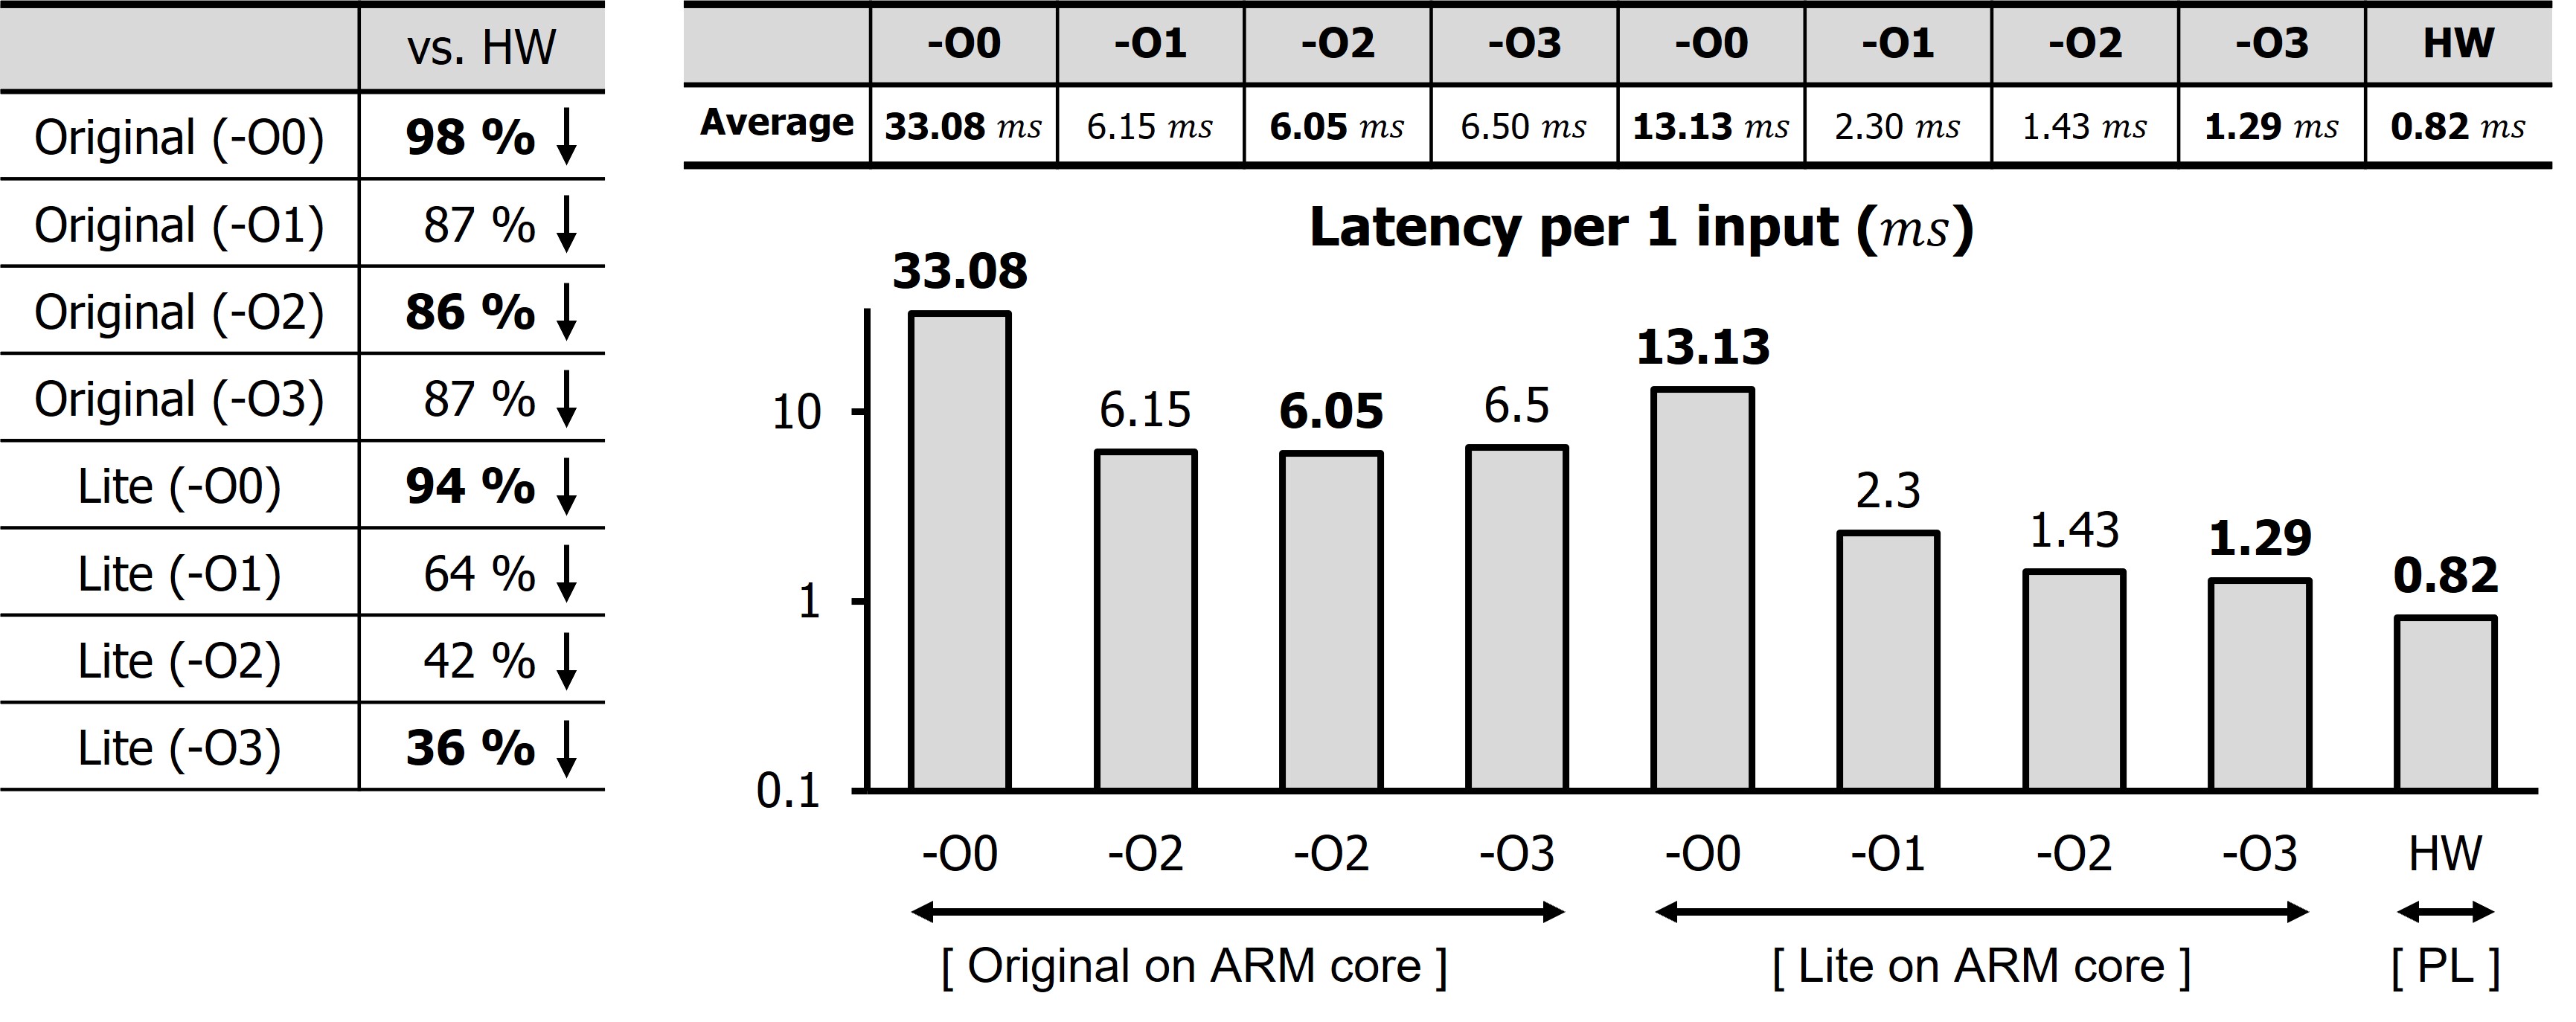 vs. HW
Original (-O0) 98 % ↓
Original (-O1) 87 % ↓
Original (-O2) 86 % ↓
Original (-O3) 87 % ↓
Lite (-O0) 94 % ↓
Lite (-O1) 64 % ↓
Lite (-O2) 42 % ↓
Lite (-O3) 36 % ↓
-O0 -O1 -O2 -O3 -O0 -O1 -O2 -O3 HW
Average 33.08 ms 6.15 ms 6.05 ms 6.50 ms 13.13 ms 2.30 ms 1.43 ms 1.29 ms 0.82 ms
Latency per 1 input (ms)
33.08 6.15 6.05 6.5 13.13 2.3 1.43 1.29 0.82
10
1
0.1
-O0 -O2 -O2 -O3 -O0 -O1 -O2 -O3 HW
[ Original on ARM core ] [ Lite on ARM core ] [ PL ]